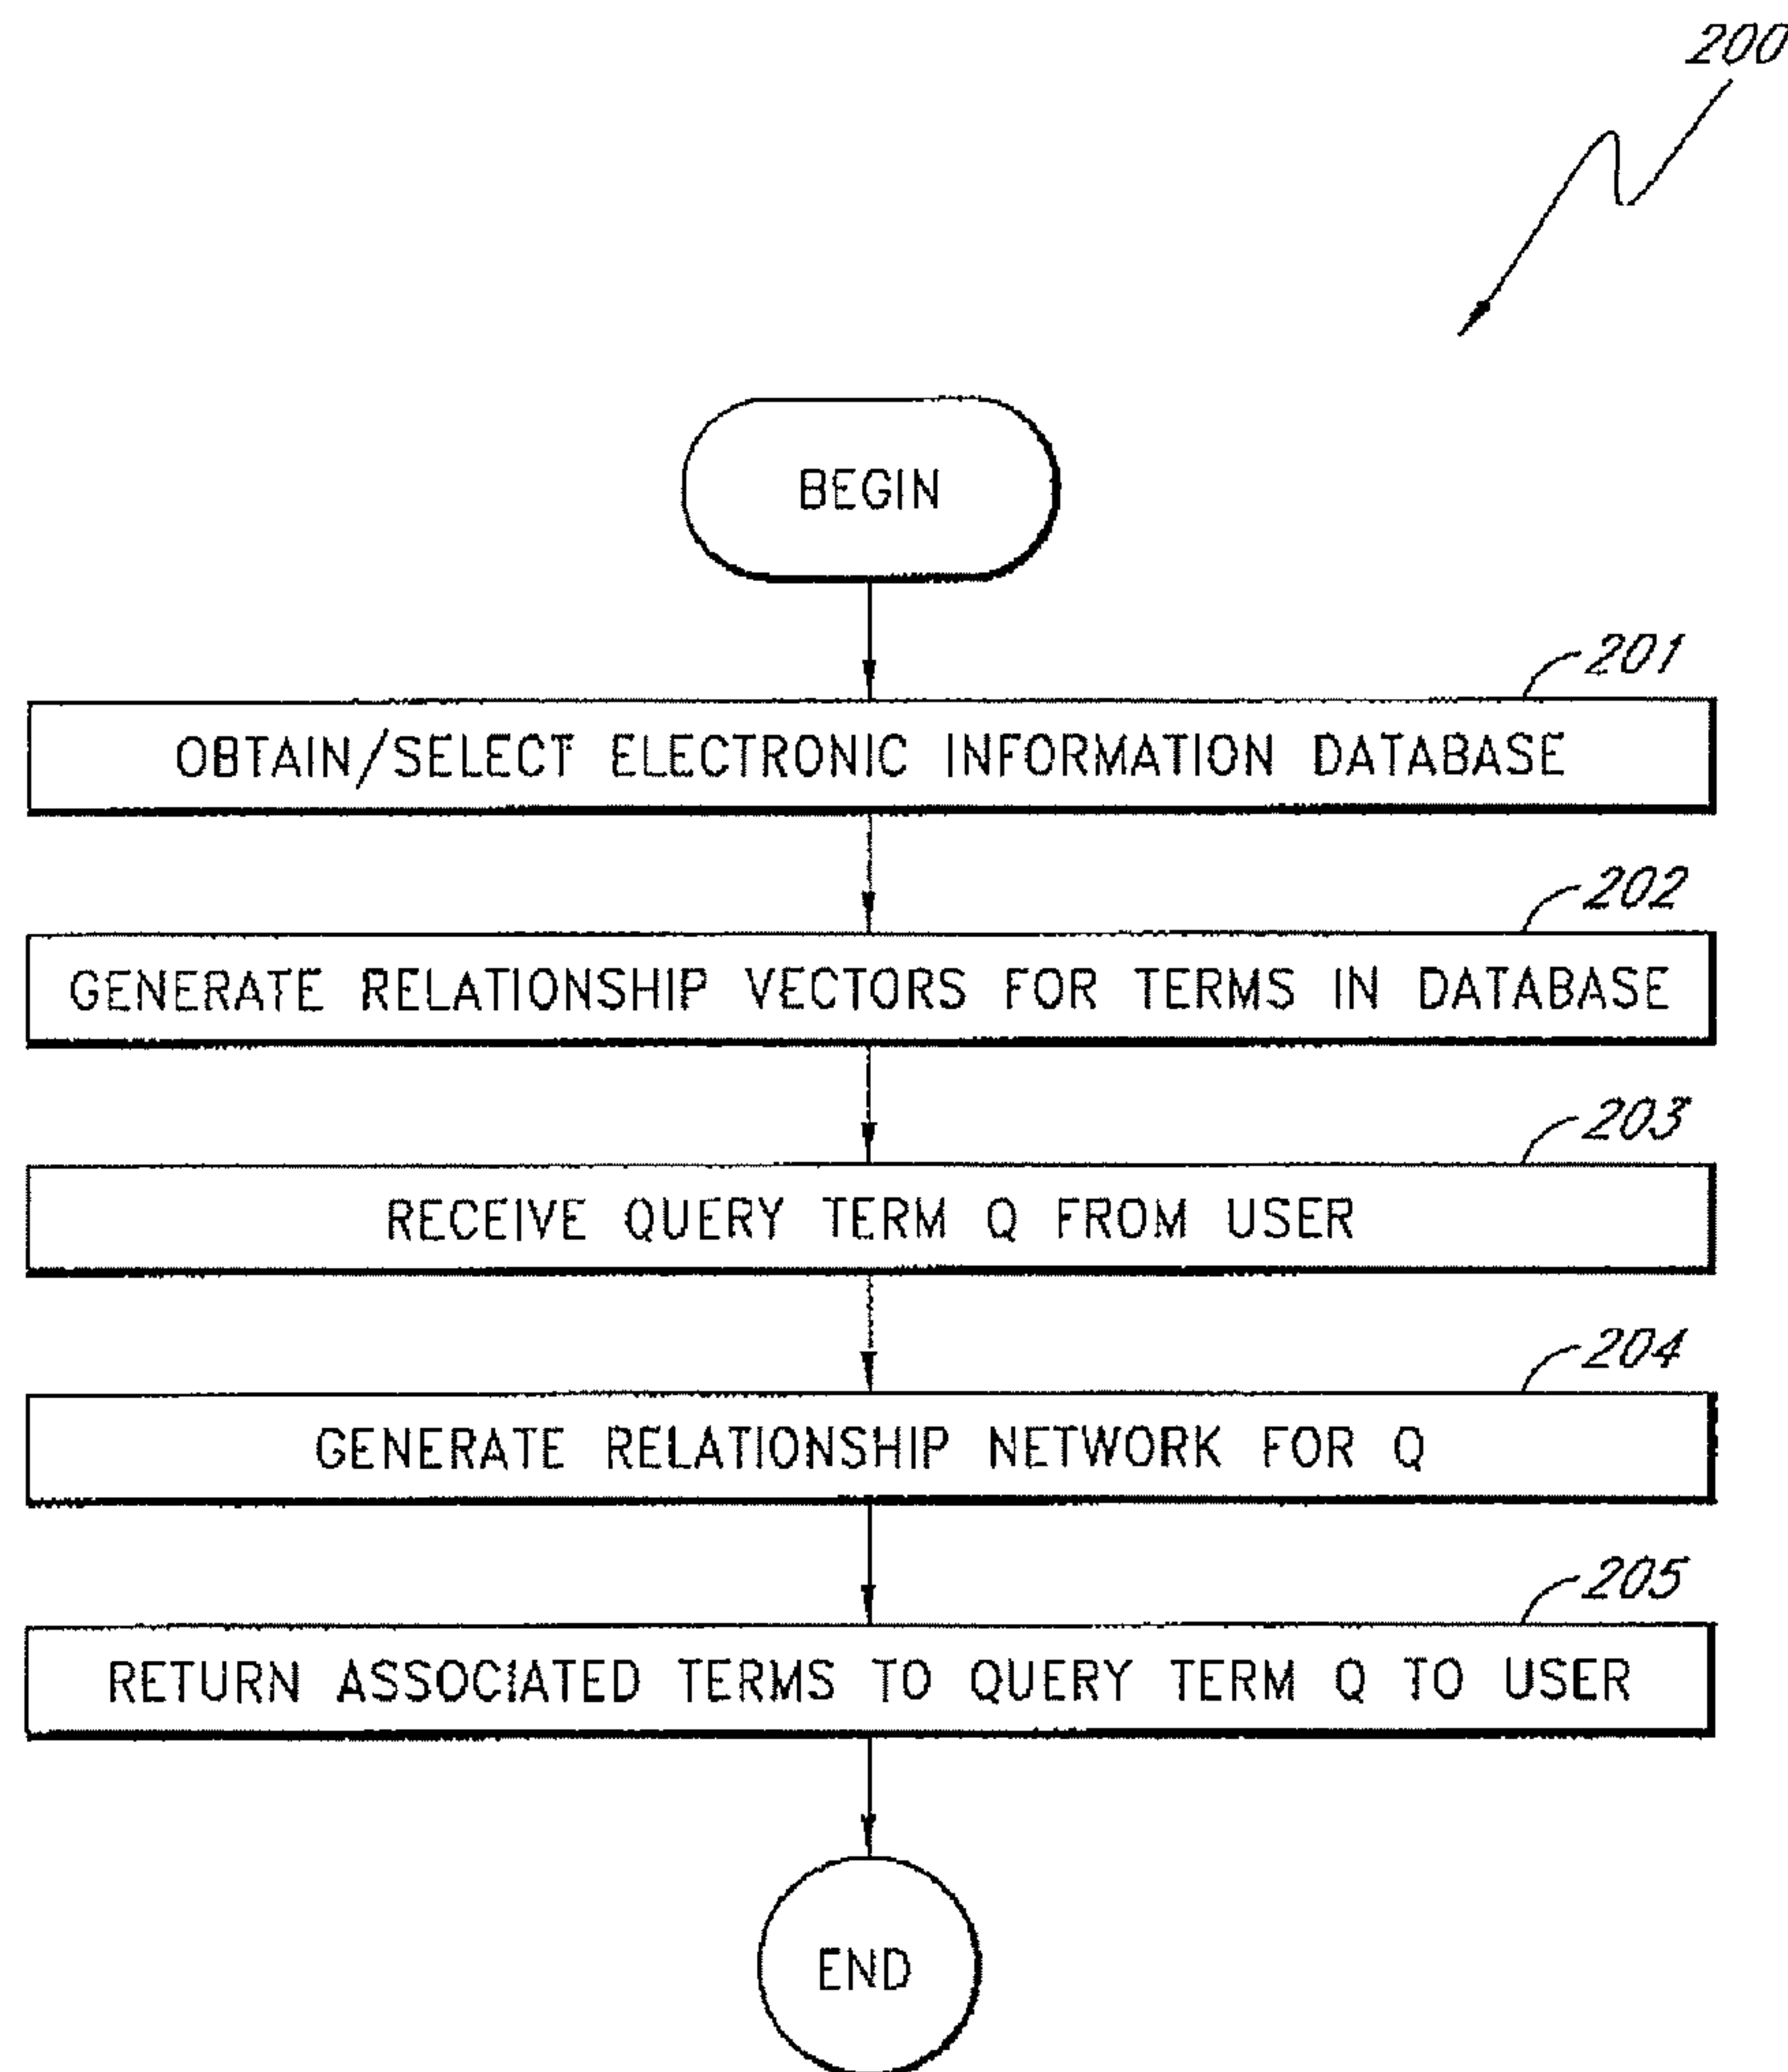 200
BEGIN
201
OBTAIN/SELECT ELECTRONIC INFORMATION DATABASE
202
GENERATE RELATIONSHIP VECTORS FOR TERMS IN DATABASE
203
RECEIVE QUERY TERM Q FROM USER
204
GENERATE RELATIONSHIP NETWORK FOR Q
205
RETURN ASSOCIATED TERMS TO QUERY TERM Q TO USER
END